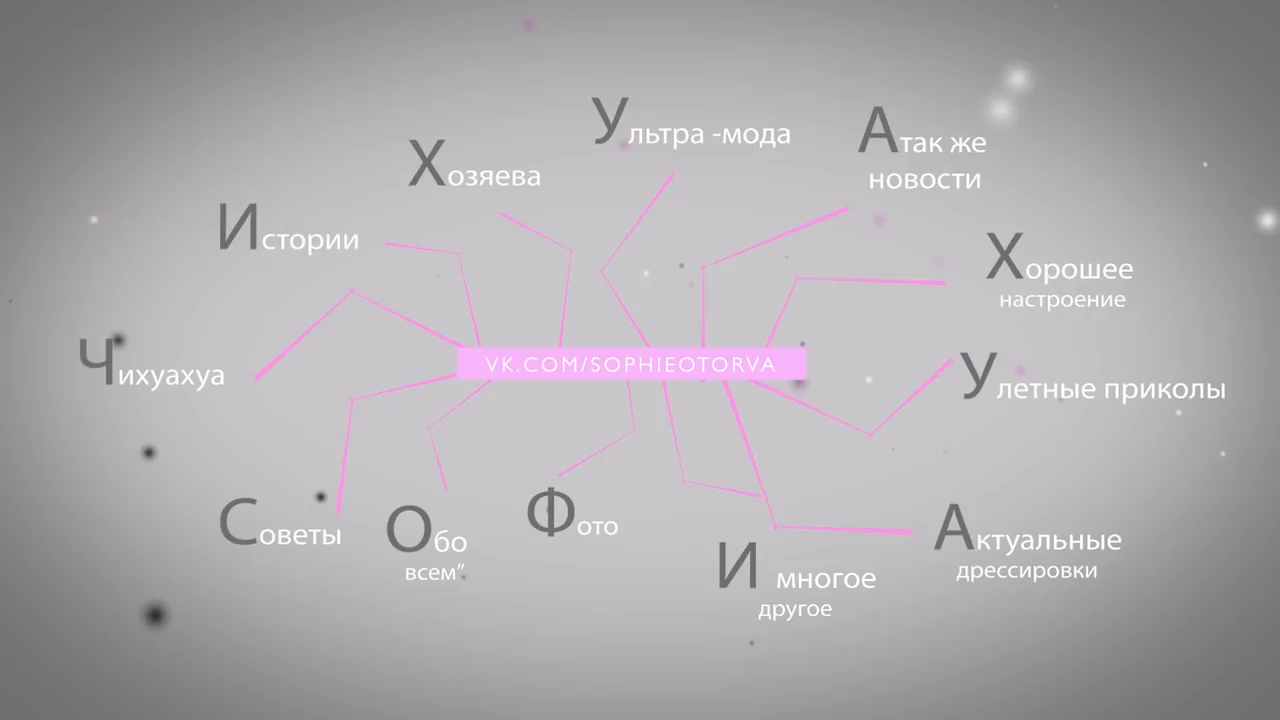 Чихуахуа
Истории
Хозяева
Ультра -мода
А так же
новости
Хорошее
настроение
Улетные приколы
VK.COM/SOPHIEOTORVA
Советы
Обо
всем”
Фото
И многое
другое
Актуальные
дрессировки